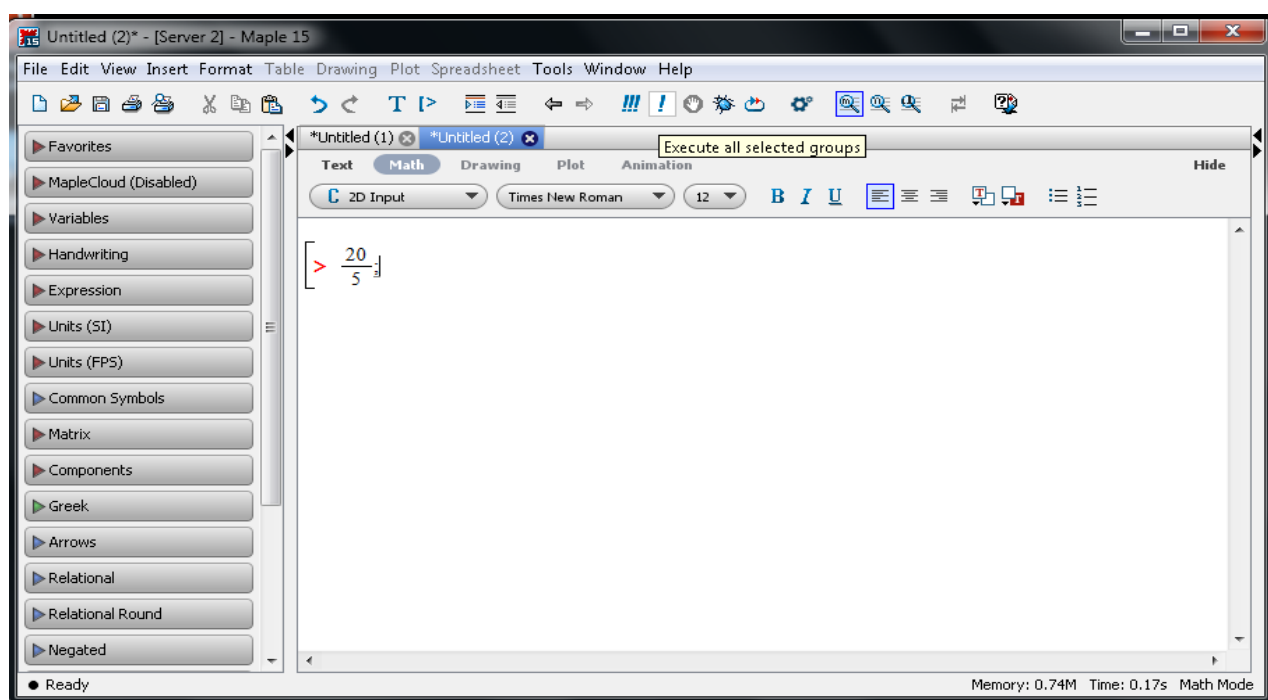 Untitled (2)* - [Server 2] - Maple 15
File Edit View Insert Format Table Drawing Plot Spreadsheet Tools Window Help
T !!! !
*Untitled (1) *Untitled (2)
Execute all selected groups
Text Math Drawing Plot Animation Hide
C 2D Input Times New Roman 12 B I U
Favorites
MapleCloud (Disabled)
Variables
Handwriting
Expression
Units (SI)
Units (FPS)
Common Symbols
Matrix
Components
Greek
Arrows
Relational
Relational Round
Negated
> 20
5;
Ready Memory: 0.74M Time: 0.17s Math Mode